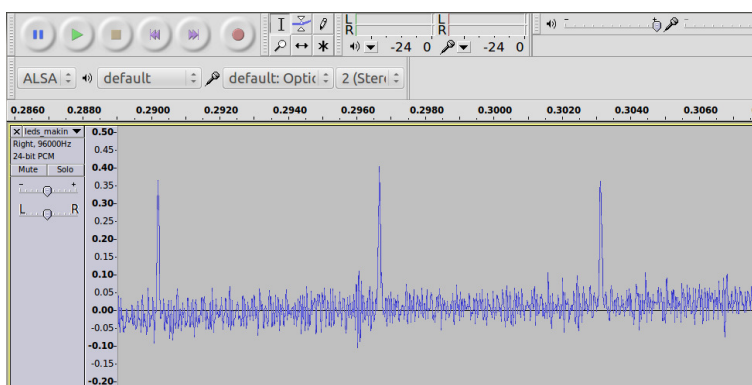 L
R
-24 0
L
R
-24 0
ALSA default default: Optic 2 (Stere
0.2860 0.2880 0.2900 0.2920 0.2940 0.2960 0.2980 0.3000 0.3020 0.3040 0.3060
leds_makin
Right, 96000Hz
24-bit PCM
Mute Solo
- +
L R
0.50
0.45
0.40
0.35
0.30
0.25
0.20
0.15
0.10
0.05
0.00
-0.05
-0.10
-0.15
-0.20